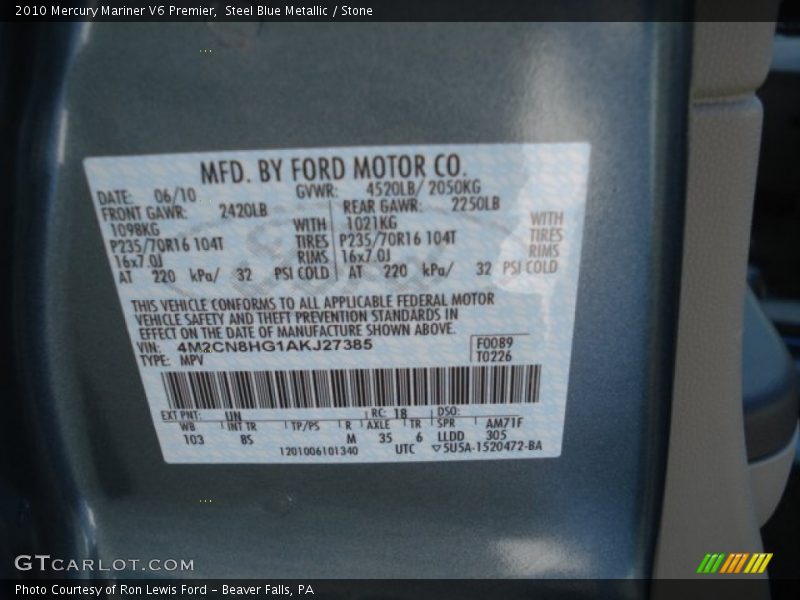 2010 Mercury Mariner V6 Premier,  Steel Blue Metallic / Stone
MFD. BY FORD MOTOR CO.
DATE: 06/10 GVWR: 4520LB/ 2050KG
FRONT GAWR: 2420LB REAR GAWR: 2250LB
1098KG WITH 1021KG WITH
P235/70R16 104T TIRES P235/70R16 104T TIRES
16x7.0J RIMS 16x7.0J RIMS
AT 220 kPa/ 32 PSI COLD AT 220 kPa/ 32 PSI COLD
THIS VEHICLE CONFORMS TO ALL APPLICABLE FEDERAL MOTOR
VEHICLE SAFETY AND THEFT PREVENTION STANDARDS IN
EFFECT ON THE DATE OF MANUFACTURE SHOWN ABOVE.
VIN: 4M2CN8HG1AKJ27385 F0089
TYPE: MPV T0226
EXT PNT: UN RC: 18 DSO:
WB INT TR TP/PS R AXLE TR SPR AM71F
103 8S M 35 6 LLDD 305
1201006101340 UTC ▽5U5A-1520472-BA
GTCARLOT.COM
Photo Courtesy of Ron Lewis Ford – Beaver Falls, PA